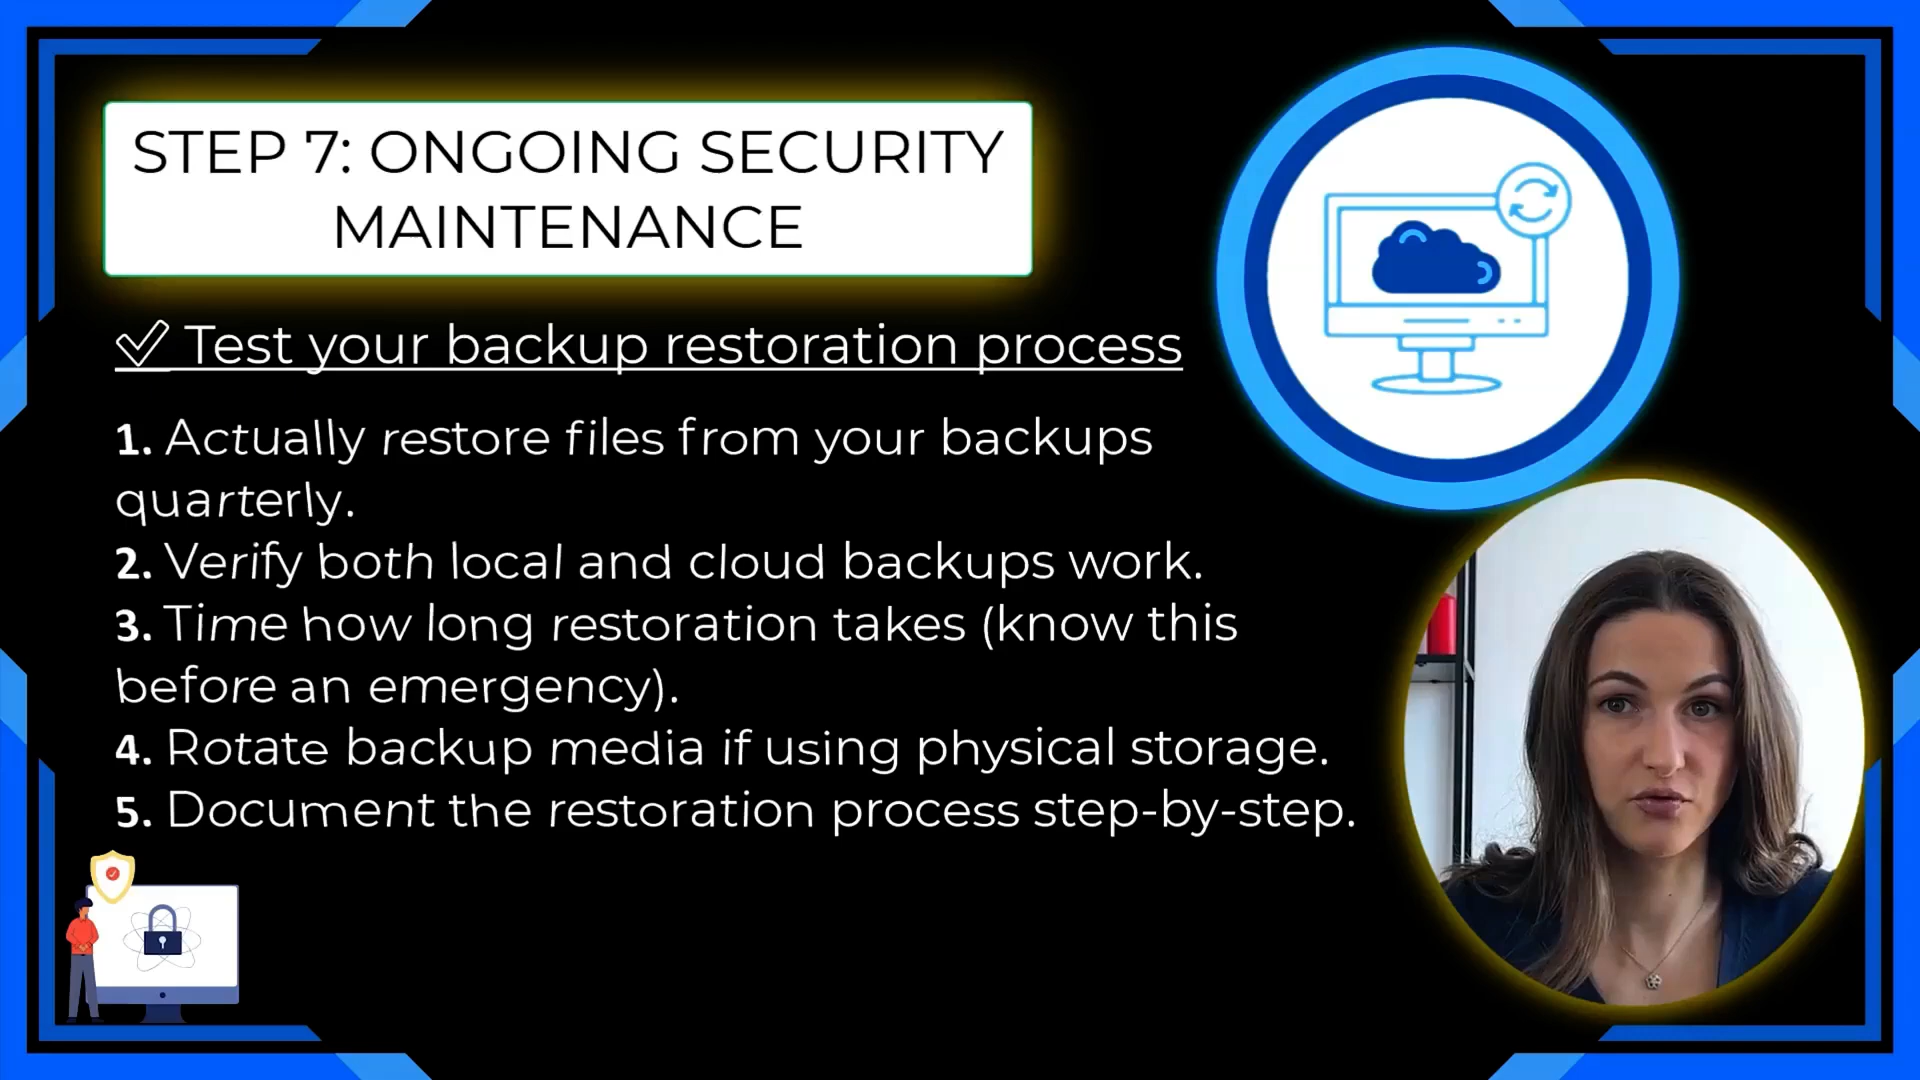 STEP 7: ONGOING SECURITY
MAINTENANCE
✓ Test your backup restoration process
1. Actually restore files from your backups
quarterly.
2. Verify both local and cloud backups work.
3. Time how long restoration takes (know this
before an emergency).
4. Rotate backup media if using physical storage.
5. Document the restoration process step-by-step.